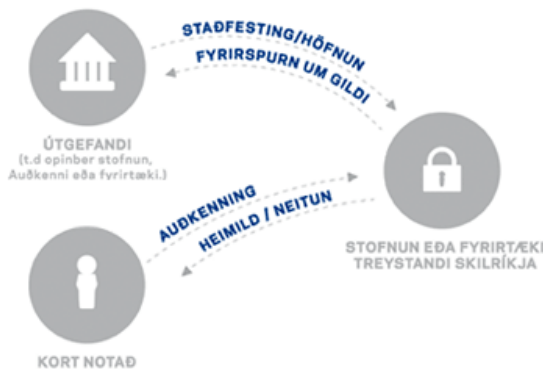 STAÐFESTING/HÖFNUN
FYRIRSPURN UM GILDI
ÚTGEFANDI
(t.d opinber stofnun,
Auðkenni eða fyrirtæki.)
AUÐKENNING
HEIMILD / NEITUN
STOFNUN EÐA FYRIRTÆKI
TREYSTANDI SKILRÍKJA
KORT NOTAÐ